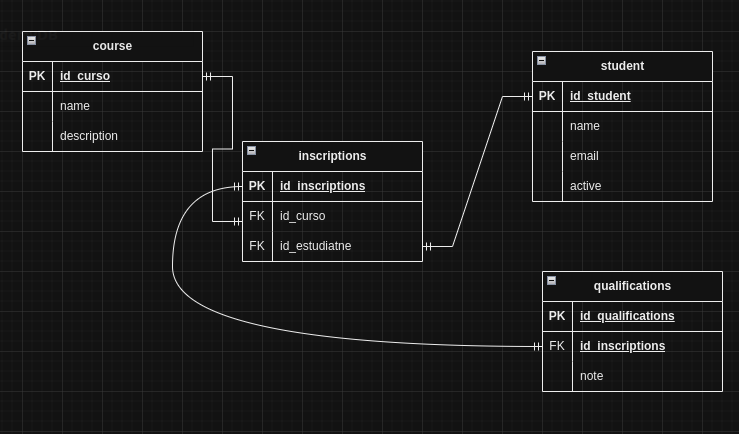 course
PK id_curso
name
description
student
PK id_student
name
email
active
inscriptions
PK id_inscriptions
FK id_curso
FK id_estudiatne
qualifications
PK id_qualifications
FK id_inscriptions
note